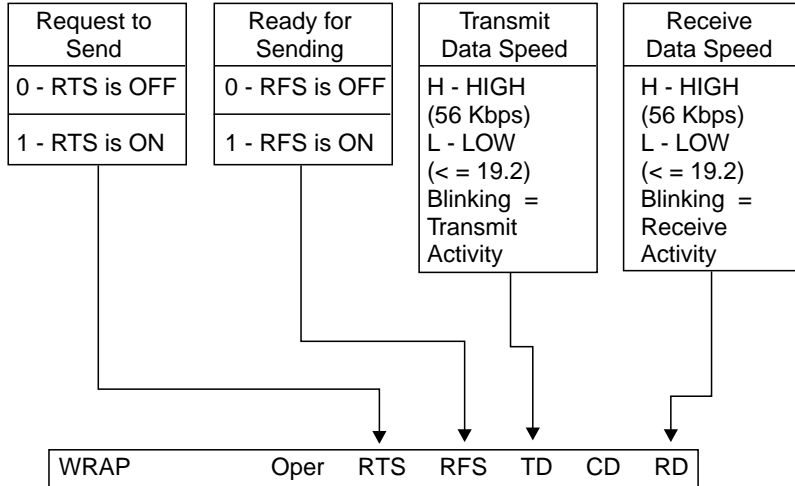 Request to
Send
0 - RTS is OFF
1 - RTS is ON
Ready for
Sending
0 - RFS is OFF
1 - RFS is ON
Transmit
Data Speed
H - HIGH
(56 Kbps)
L - LOW
(< = 19.2)
Blinking =
Transmit
Activity
Receive
Data Speed
H - HIGH
(56 Kbps)
L - LOW
(< = 19.2)
Blinking =
Receive
Activity
WRAP Oper RTS RFS TD CD RD